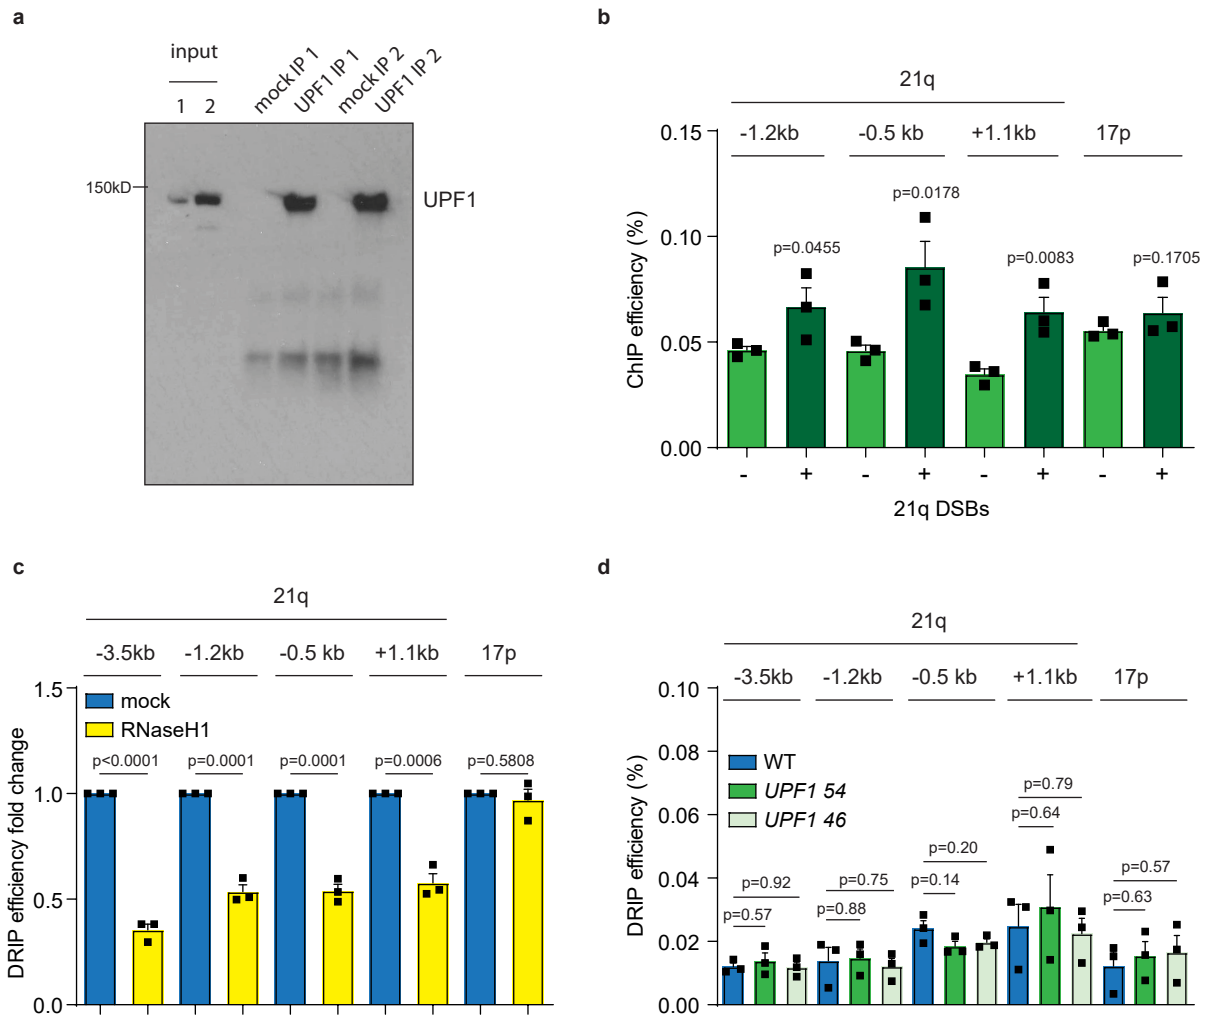 a
input
1 2
mock IP 1
UPF1 IP 1
mock IP 2
UPF1 IP 2
150kD
UPF1
b
21q
-1.2kb -0.5 kb +1.1kb 17p
0.15
0.10
0.05
0.00
ChIP efficiency (%)
p=0.0455
p=0.0178
p=0.0083
p=0.1705
- + - + - + - +
21q DSBs
c
21q
-3.5kb -1.2kb -0.5 kb +1.1kb 17p
1.5
1.0
0.5
0.0
DRIP efficiency fold change
mock
RNaseH1
p<0.0001 p=0.0001 p=0.0001 p=0.0006 p=0.5808
d
21q
-3.5kb -1.2kb -0.5 kb +1.1kb 17p
0.10
0.08
0.06
0.04
0.02
0.00
DRIP efficiency (%)
WT
UPF1 54
UPF1 46
p=0.92
p=0.57
p=0.75
p=0.88
p=0.20
p=0.14
p=0.79
p=0.64
p=0.57
p=0.63